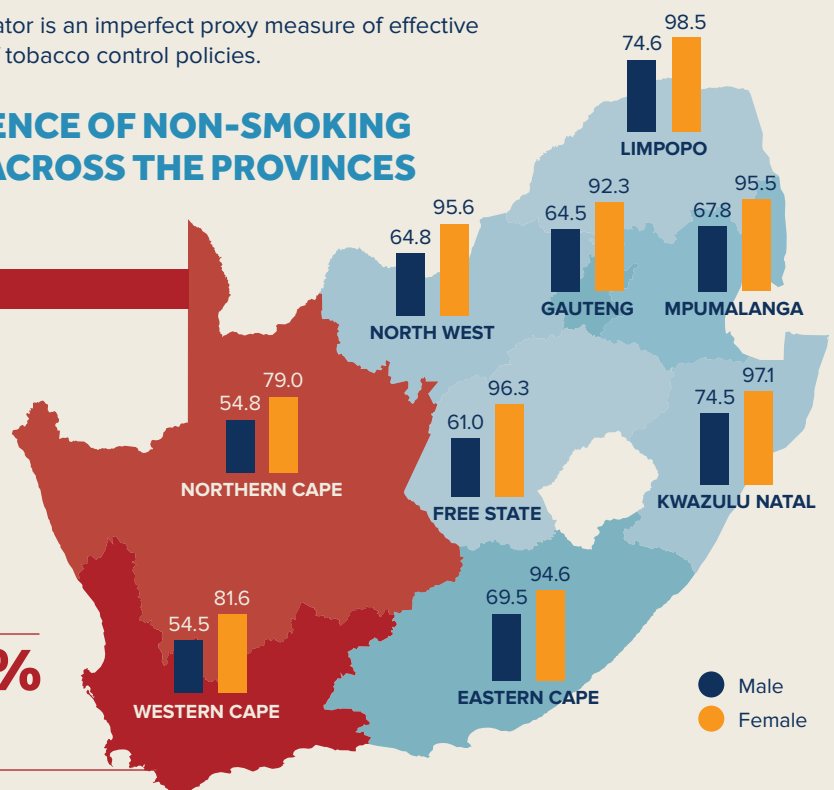 ator is an imperfect proxy measure of effective
tobacco control policies.
ENCE OF NON-SMOKING
ACROSS THE PROVINCES
74.6 98.5
LIMPOPO
64.8 95.6
NORTH WEST
64.5 92.3
GAUTENG
67.8 95.5
MPUMALANGA
54.8 79.0
NORTHERN CAPE
61.0 96.3
FREE STATE
74.5 97.1
KWAZULU NATAL
54.5 81.6
WESTERN CAPE
69.5 94.6
EASTERN CAPE
%
Male
Female